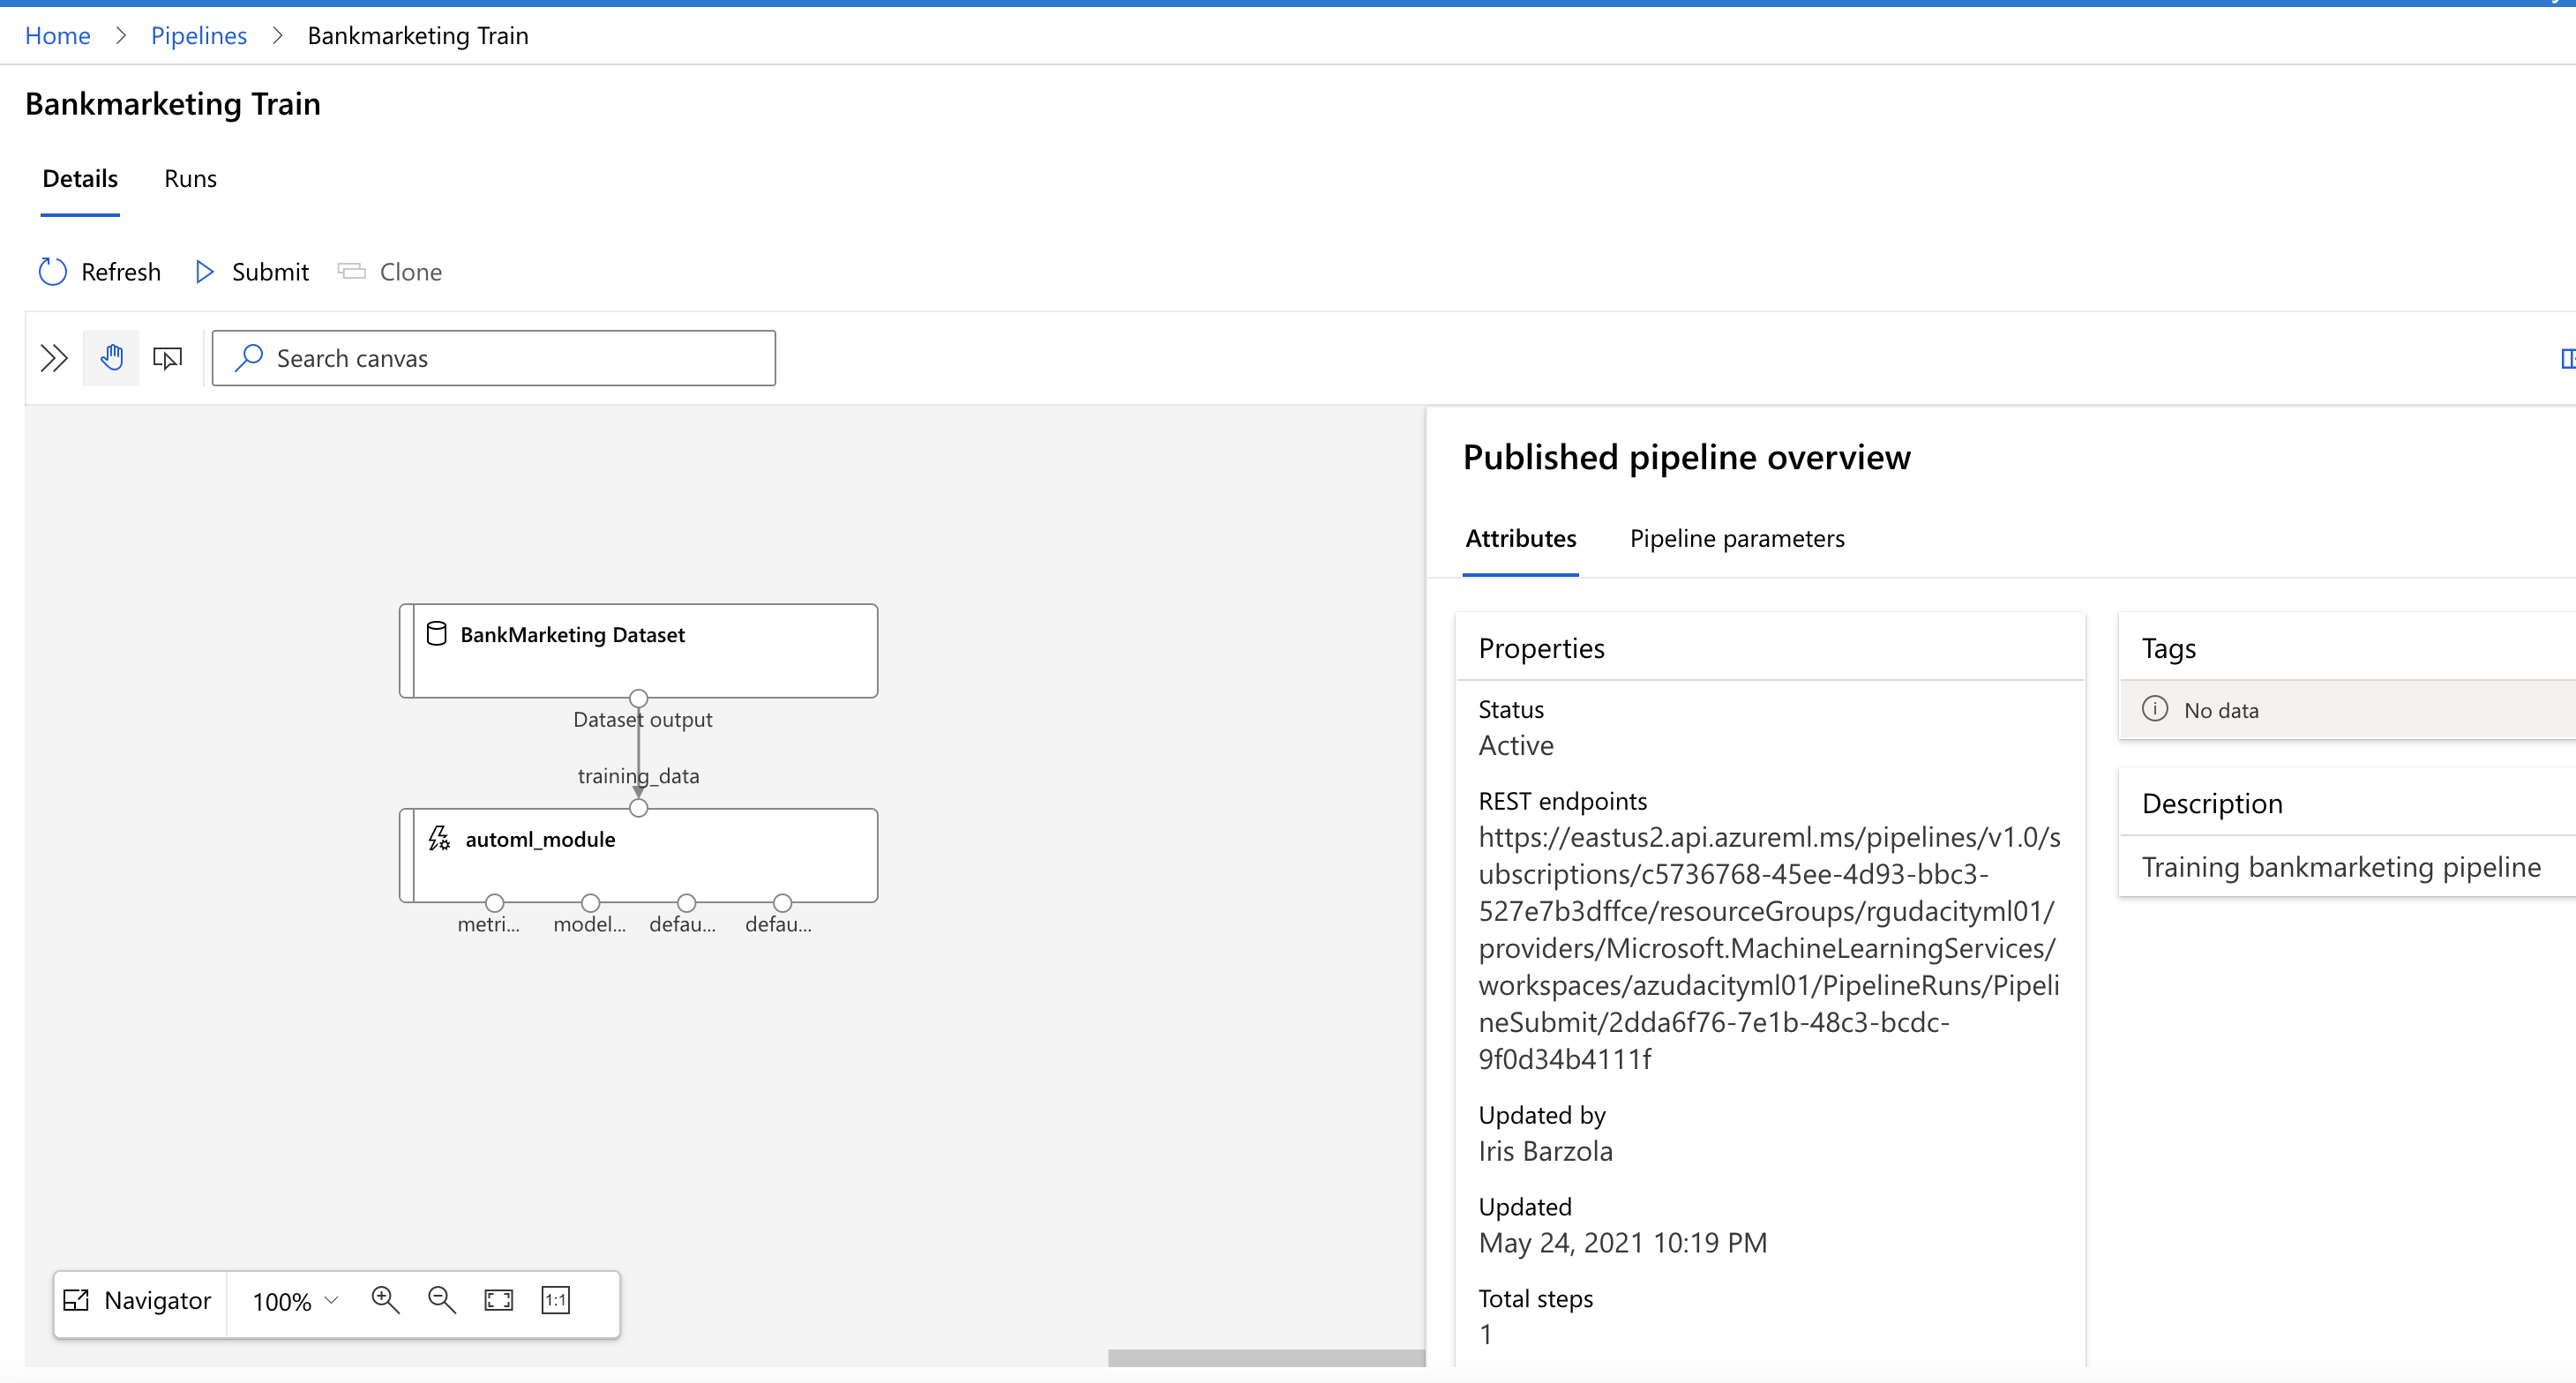 Home > Pipelines > Bankmarketing Train
Bankmarketing Train
Details Runs
Refresh Submit Clone
Search canvas
BankMarketing Dataset
Dataset output
training_data
automl_module
metri... model... defau... defau...
Navigator 100% 1:1
Published pipeline overview
Attributes Pipeline parameters
Properties
Status
Active
REST endpoints
https://eastus2.api.azureml.ms/pipelines/v1.0/s
ubscriptions/c5736768-45ee-4d93-bbc3-
527e7b3dffce/resourceGroups/rgudacityml01/
providers/Microsoft.MachineLearningServices/
workspaces/azudacityml01/PipelineRuns/Pipeli
neSubmit/2dda6f76-7e1b-48c3-bcdc-
9f0d34b4111f
Updated by
Iris Barzola
Updated
May 24, 2021 10:19 PM
Total steps
1
Tags
No data
Description
Training bankmarketing pipeline